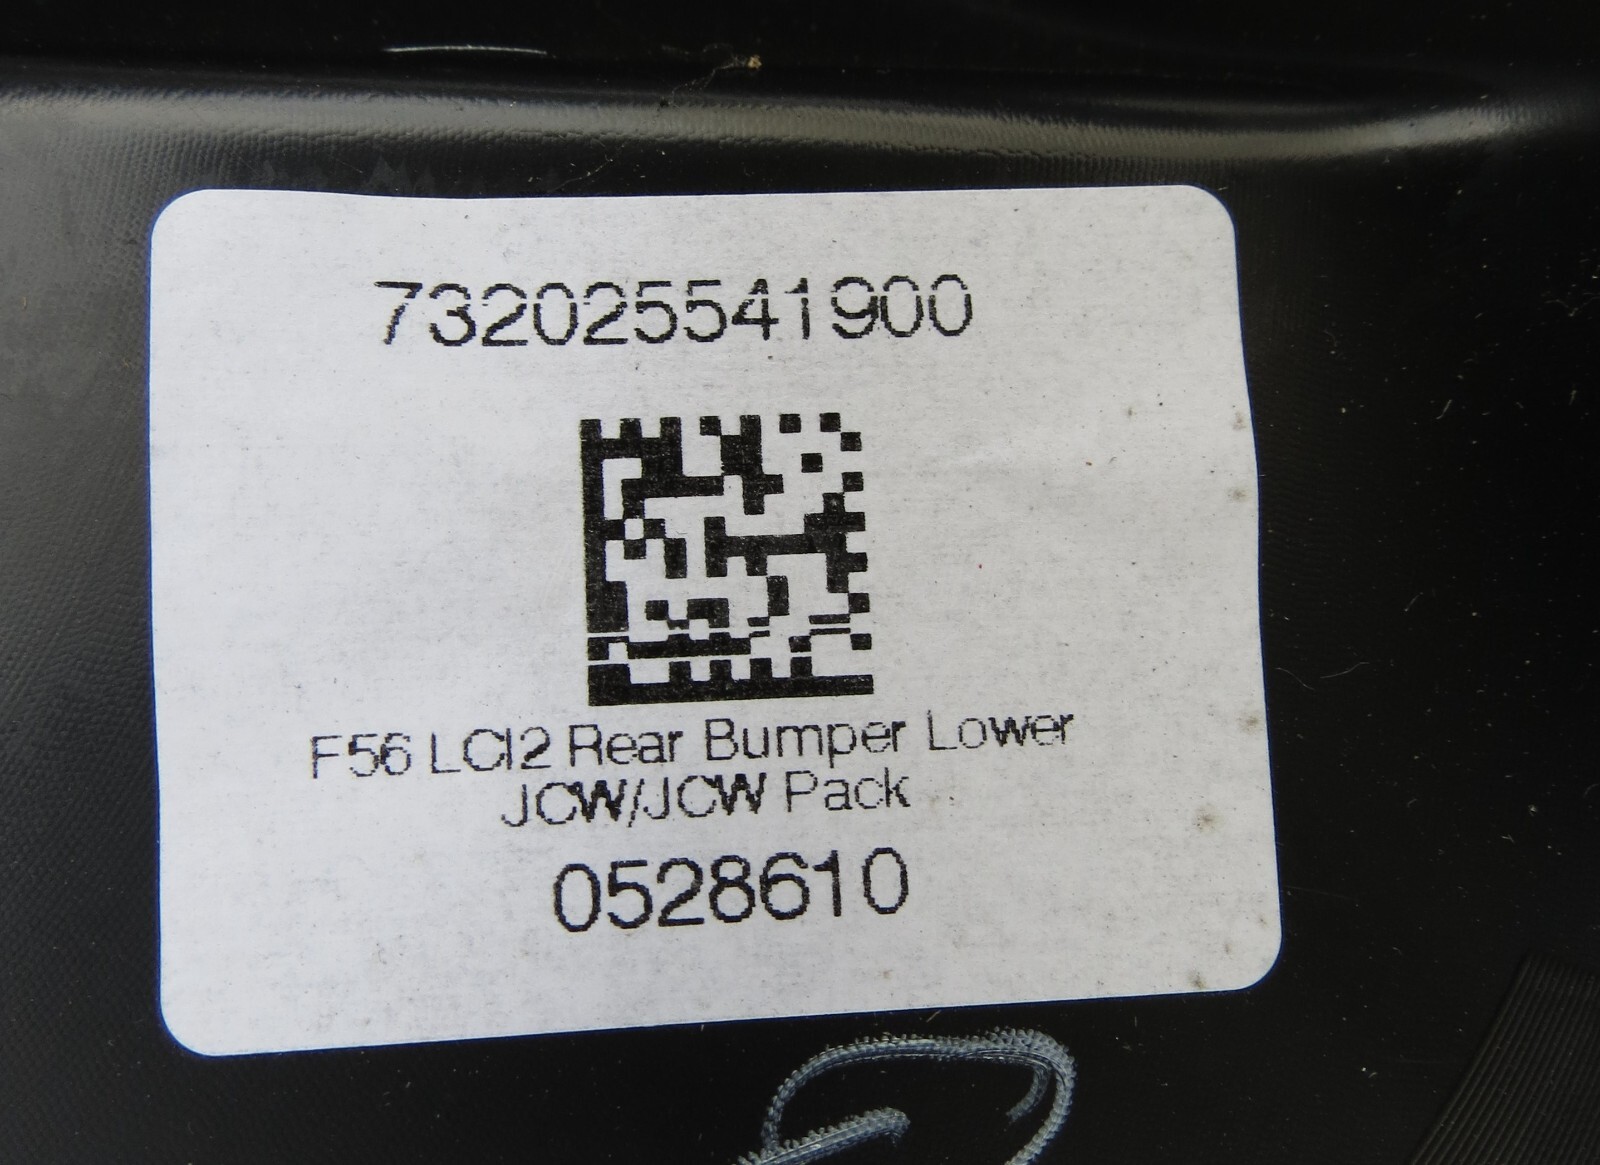 732025541900
F56 LCI2 Rear Bumper Lower
JCW/JCW Pack
0528610